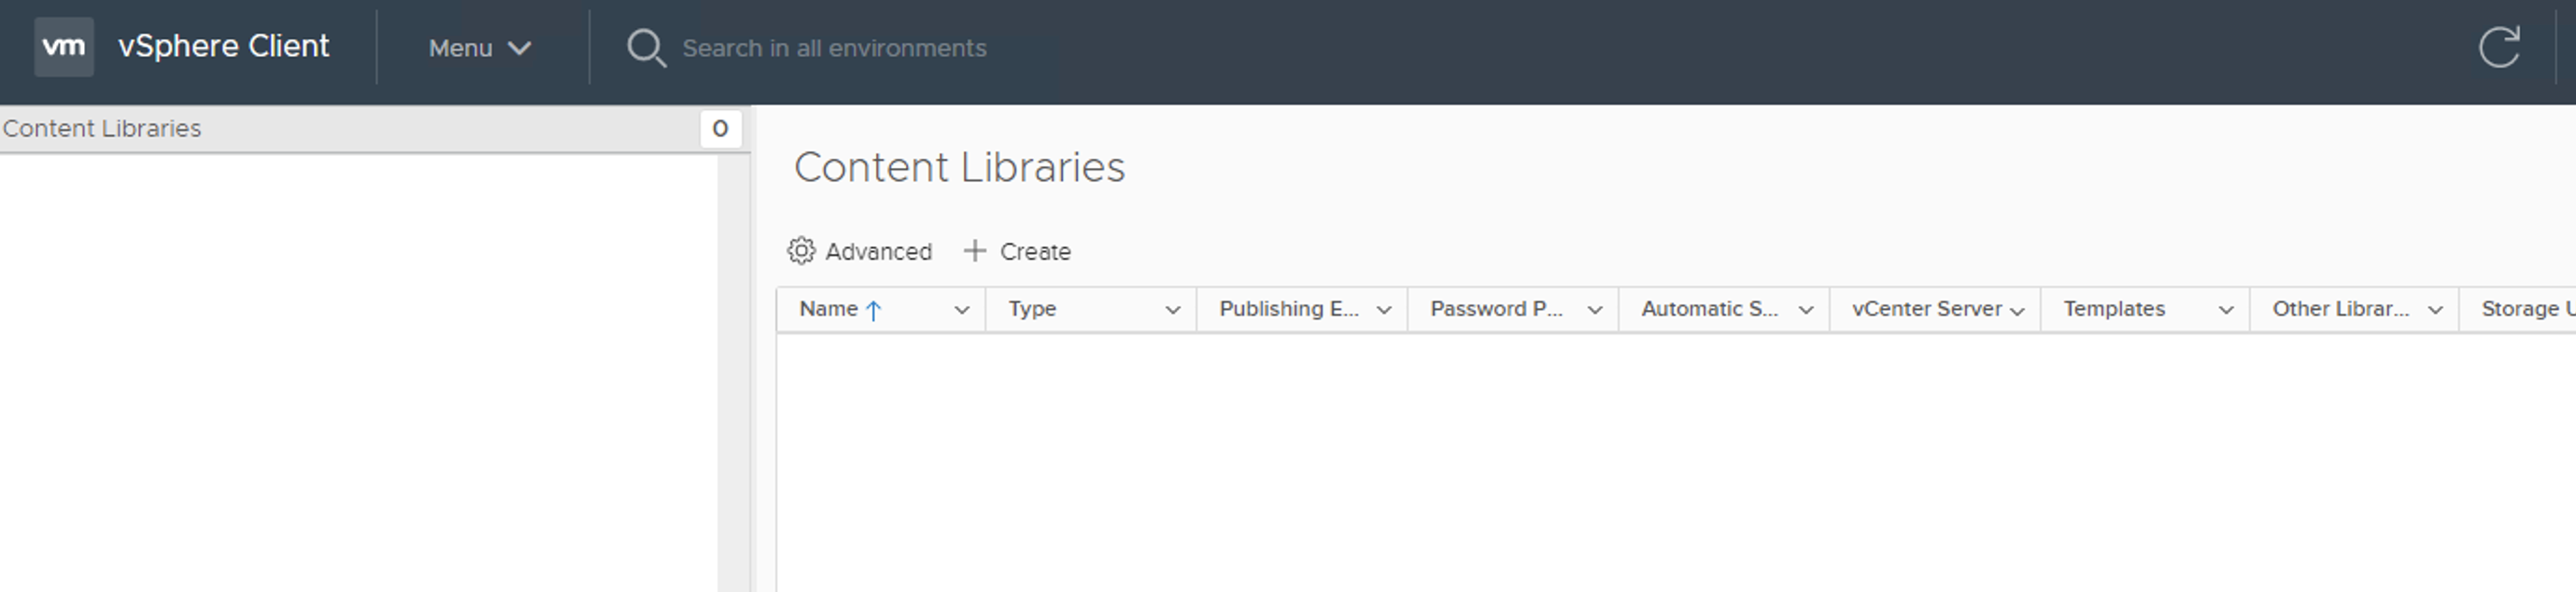 vm vSphere Client Menu Search in all environments
Content Libraries 0
Content Libraries
Advanced Create
Name Type Publishing E... Password P... Automatic S... vCenter Server Templates Other Librar... Storage U